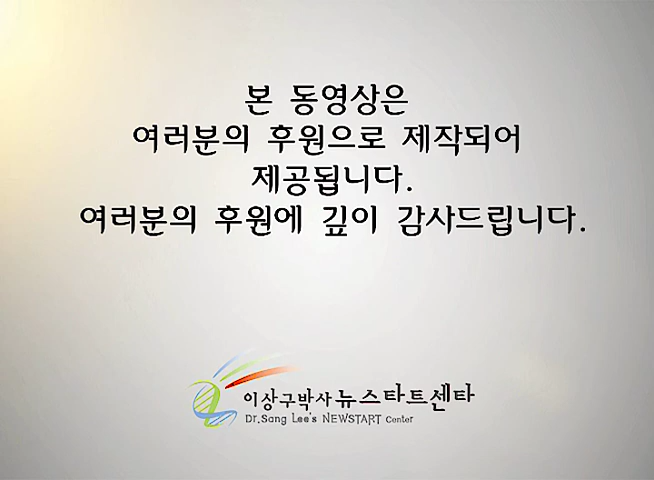 본 동영상은
여러분의 후원으로 제작되어
제공됩니다.
여러분의 후원에 깊이 감사드립니다.
이상구박사 뉴스타트센타
Dr.Sang Lee's NEWSTART Center